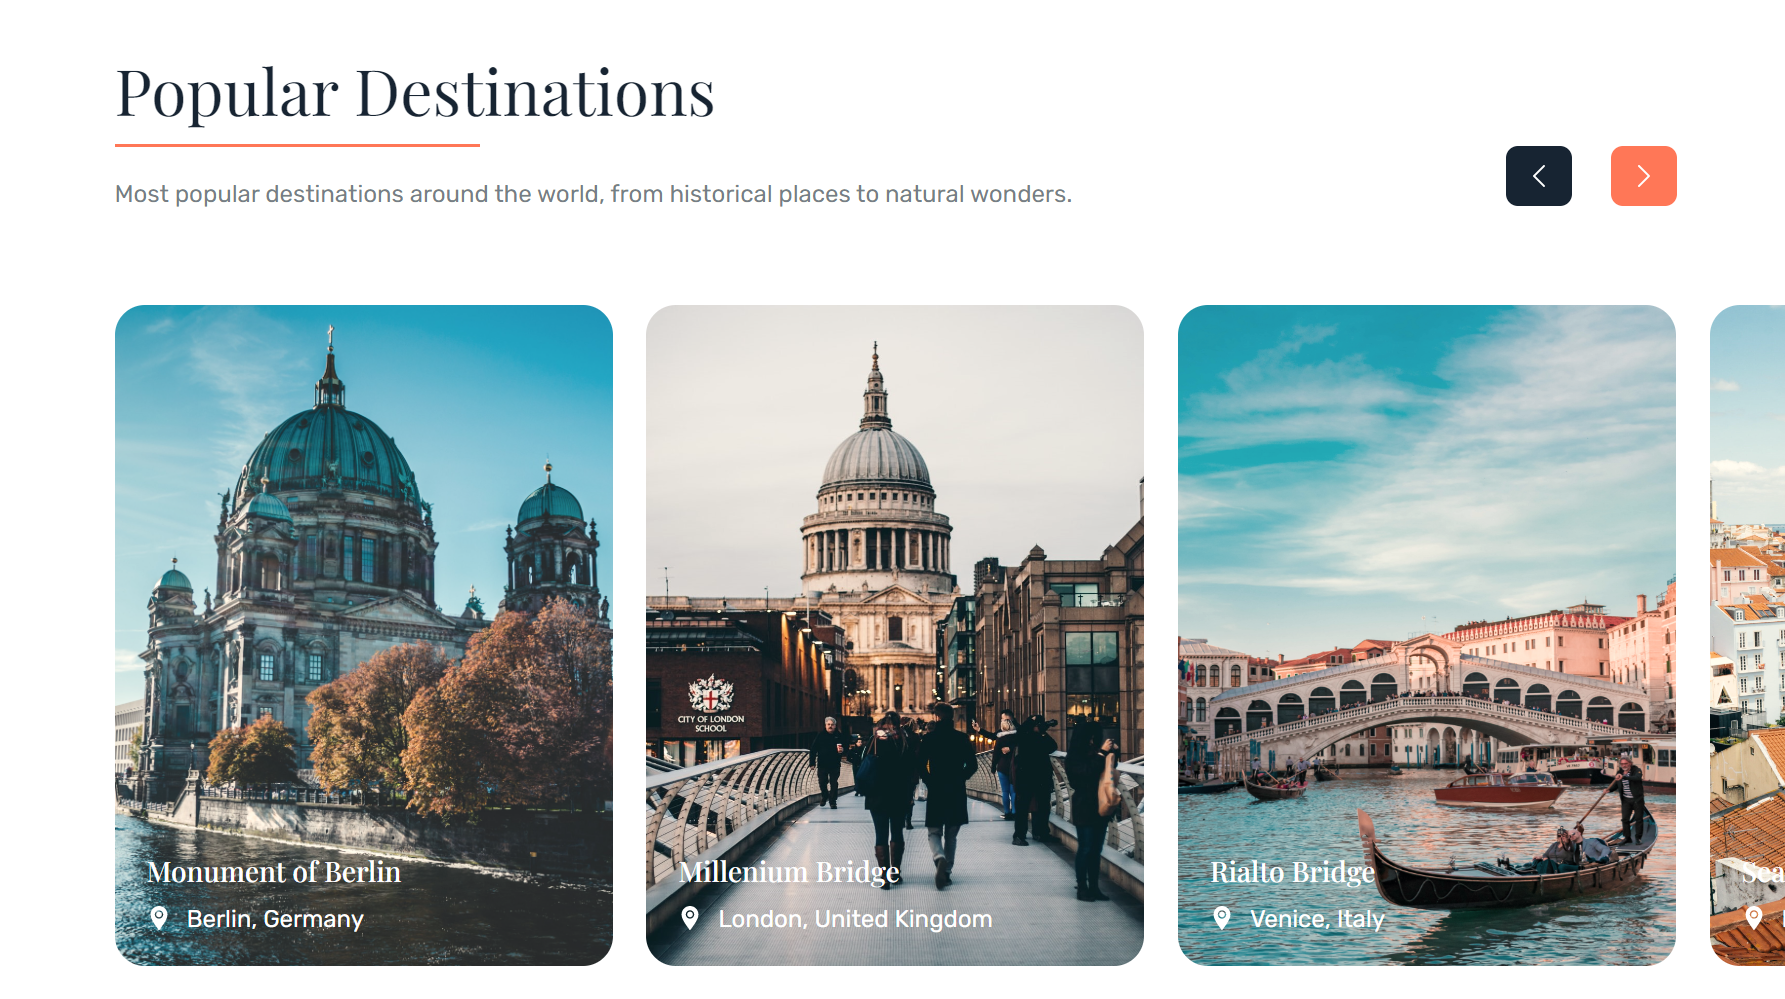 Popular Destinations
Most popular destinations around the world, from historical places to natural wonders.
CITY OF LONDON
SCHOOL
Monument of Berlin
Berlin, Germany
Millenium Bridge
London, United Kingdom
Rialto Bridge
Venice, Italy
Sea